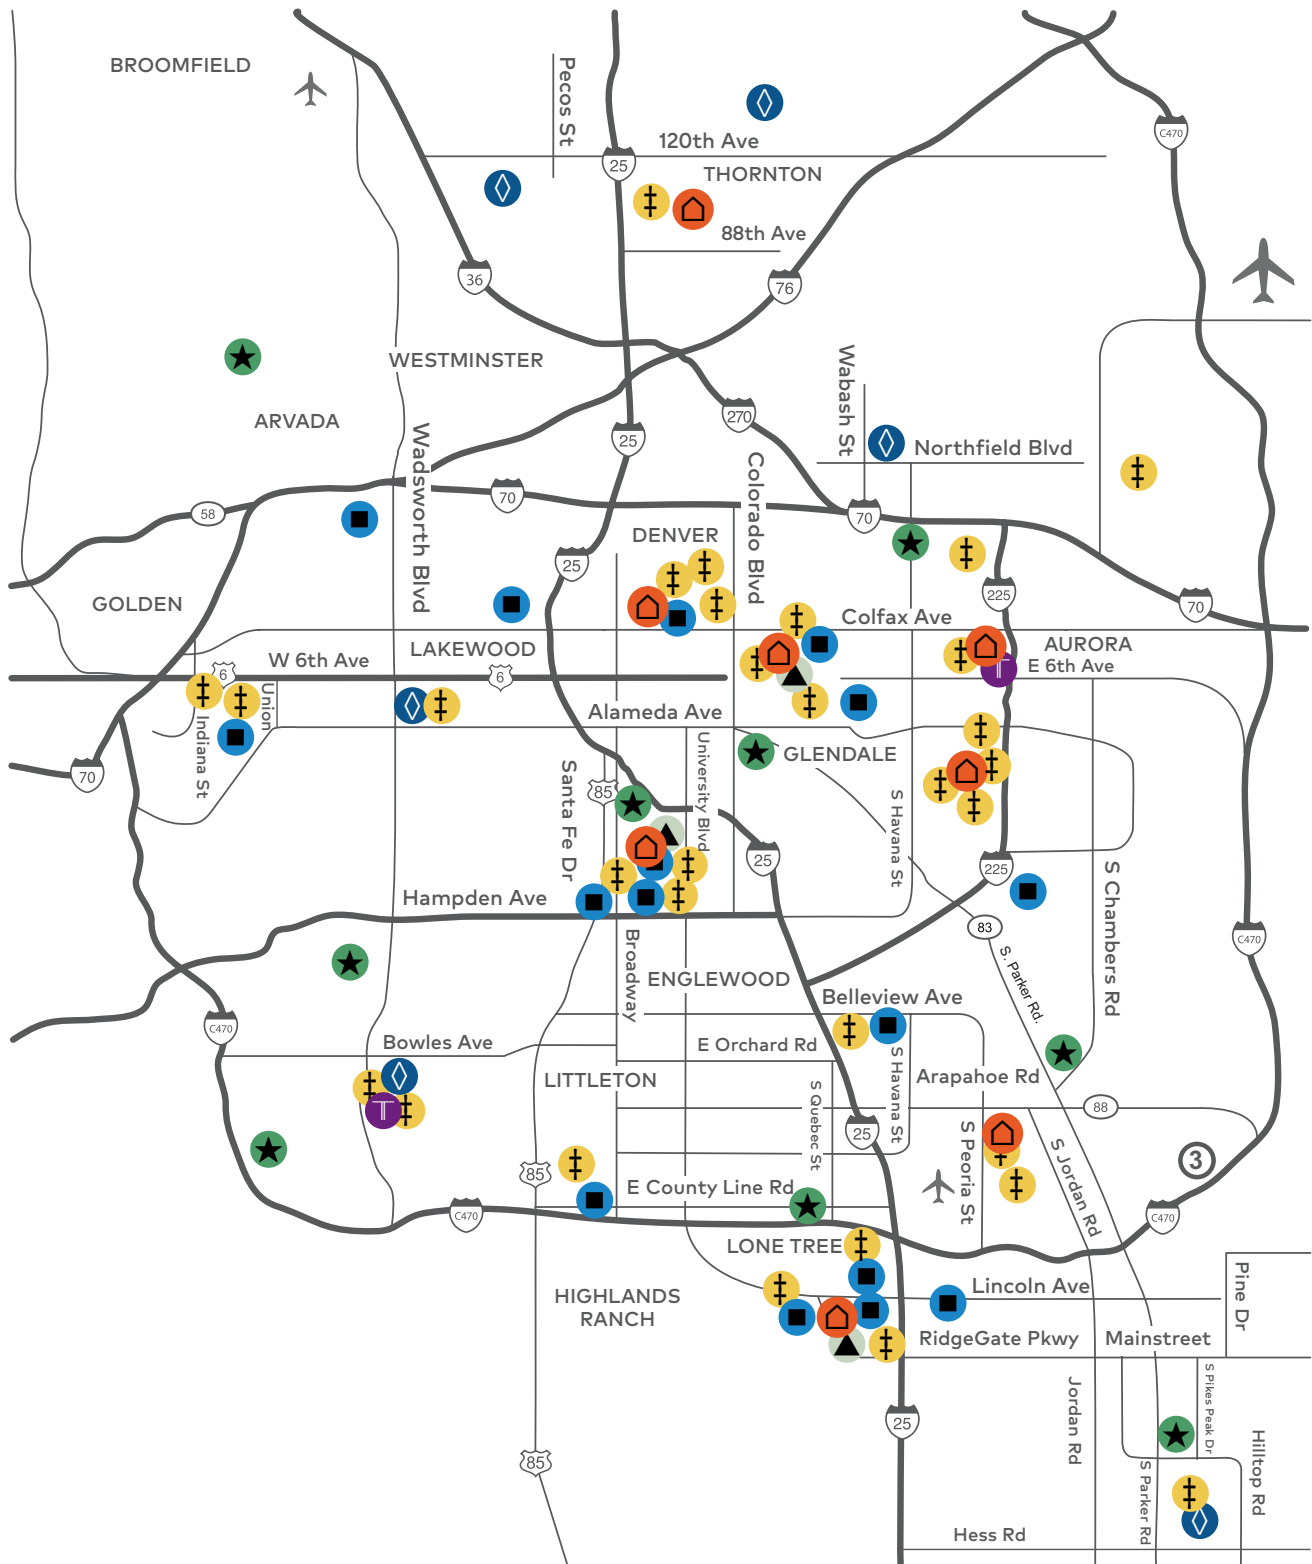 BROOMFIELD
Pecos St
120th Ave
C470
25
THORNTON
88th Ave
36
76
WESTMINSTER
Wabash St
ARVADA
270
25
Wadsworth Blvd
Northfield Blvd
Colorado Blvd
70
58
70
DENVER
25
225
70
GOLDEN
Colfax Ave
LAKEWOOD
AURORA
W 6th Ave
E 6th Ave
6
6
Union
Indiana St
Alameda Ave
University Blvd
GLENDALE
70
Santa Fe Dr
85
S Havana St
25
225
S Chambers Rd
Hampden Ave
83
Broadway
C470
S. Parker Rd.
ENGLEWOOD
Belleview Ave
C470
Bowles Ave
E Orchard Rd
S Havana St
LITTLETON
Arapahoe Rd
S Quebec St
88
25
S Peoria St
S Jordan Rd
3
85
E County Line Rd
C470
C470
LONE TREE
Lincoln Ave
Pine Dr
HIGHLANDS
RANCH
RidgeGate Pkwy
Mainstreet
Jordan Rd
S Pikes Peak Dr
25
85
S Parker Rd
Hilltop Rd
Hess Rd